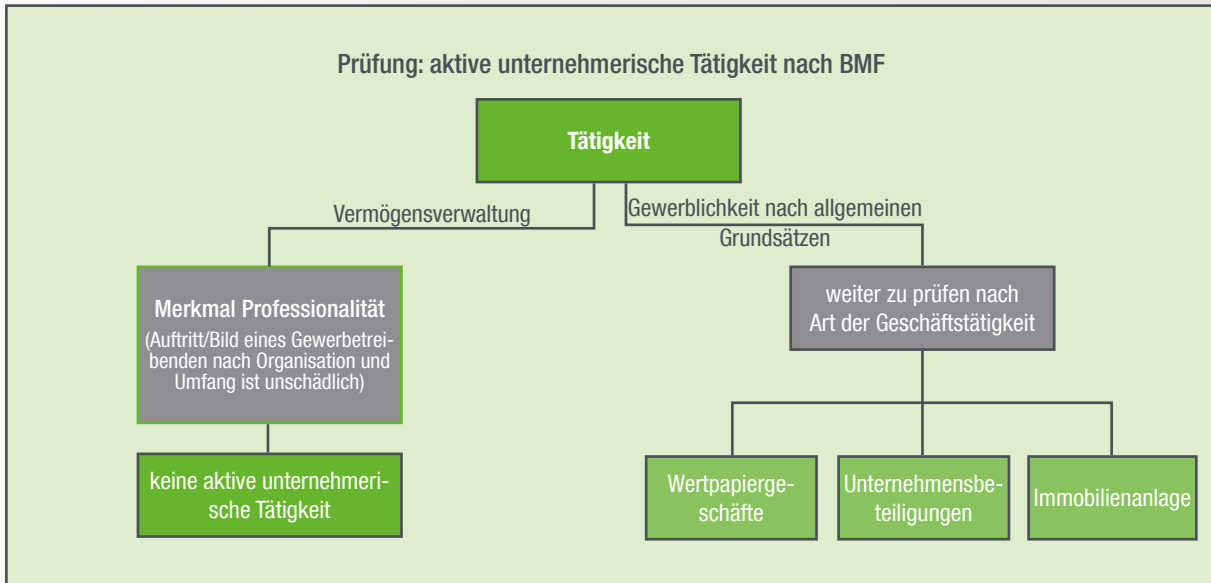 Prüfung: aktive unternehmerische Tätigkeit nach BMF
Tätigkeit
Vermögensverwaltung
Gewerblichkeit nach allgemeinen
Grundsätzen
Merkmal Professionalität
(Auftritt/Bild eines Gewerbetrei-
benden nach Organisation und
Umfang ist unschädlich)
weiter zu prüfen nach
Art der Geschäftstätigkeit
keine aktive unternehmeri-
sche Tätigkeit
Wertpapierge-
schäfte
Unternehmensbe-
teiligungen
Immobilienanlage